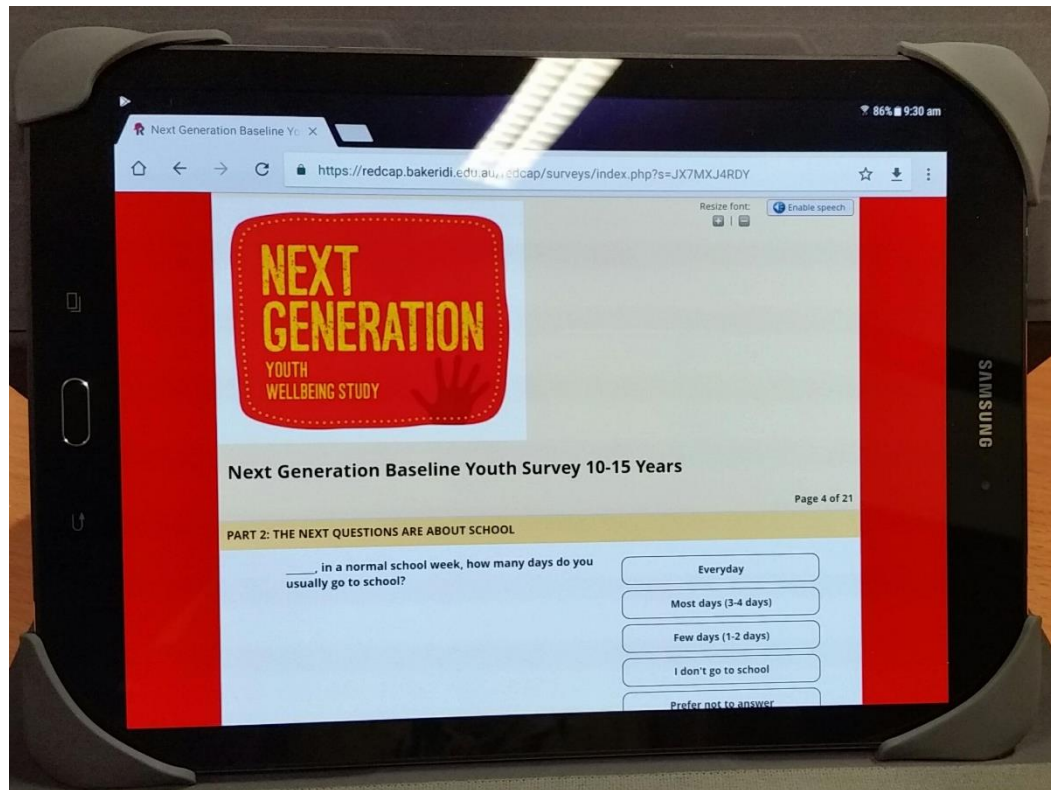 86% 9:30 am
Next Generation Baseline Yo
https://redcap.bakeridi.edu.au/redcap/surveys/index.php?s=JX7MXJ4RDY
Resize font:
Enable speech
NEXT
GENERATION
YOUTH
WELLBEING STUDY
Next Generation Baseline Youth Survey 10-15 Years
Page 4 of 21
PART 2: THE NEXT QUESTIONS ARE ABOUT SCHOOL
_____, in a normal school week, how many days do you
usually go to school?
Everyday
Most days (3-4 days)
Few days (1-2 days)
I don't go to school
Prefer not to answer
SAMSUNG